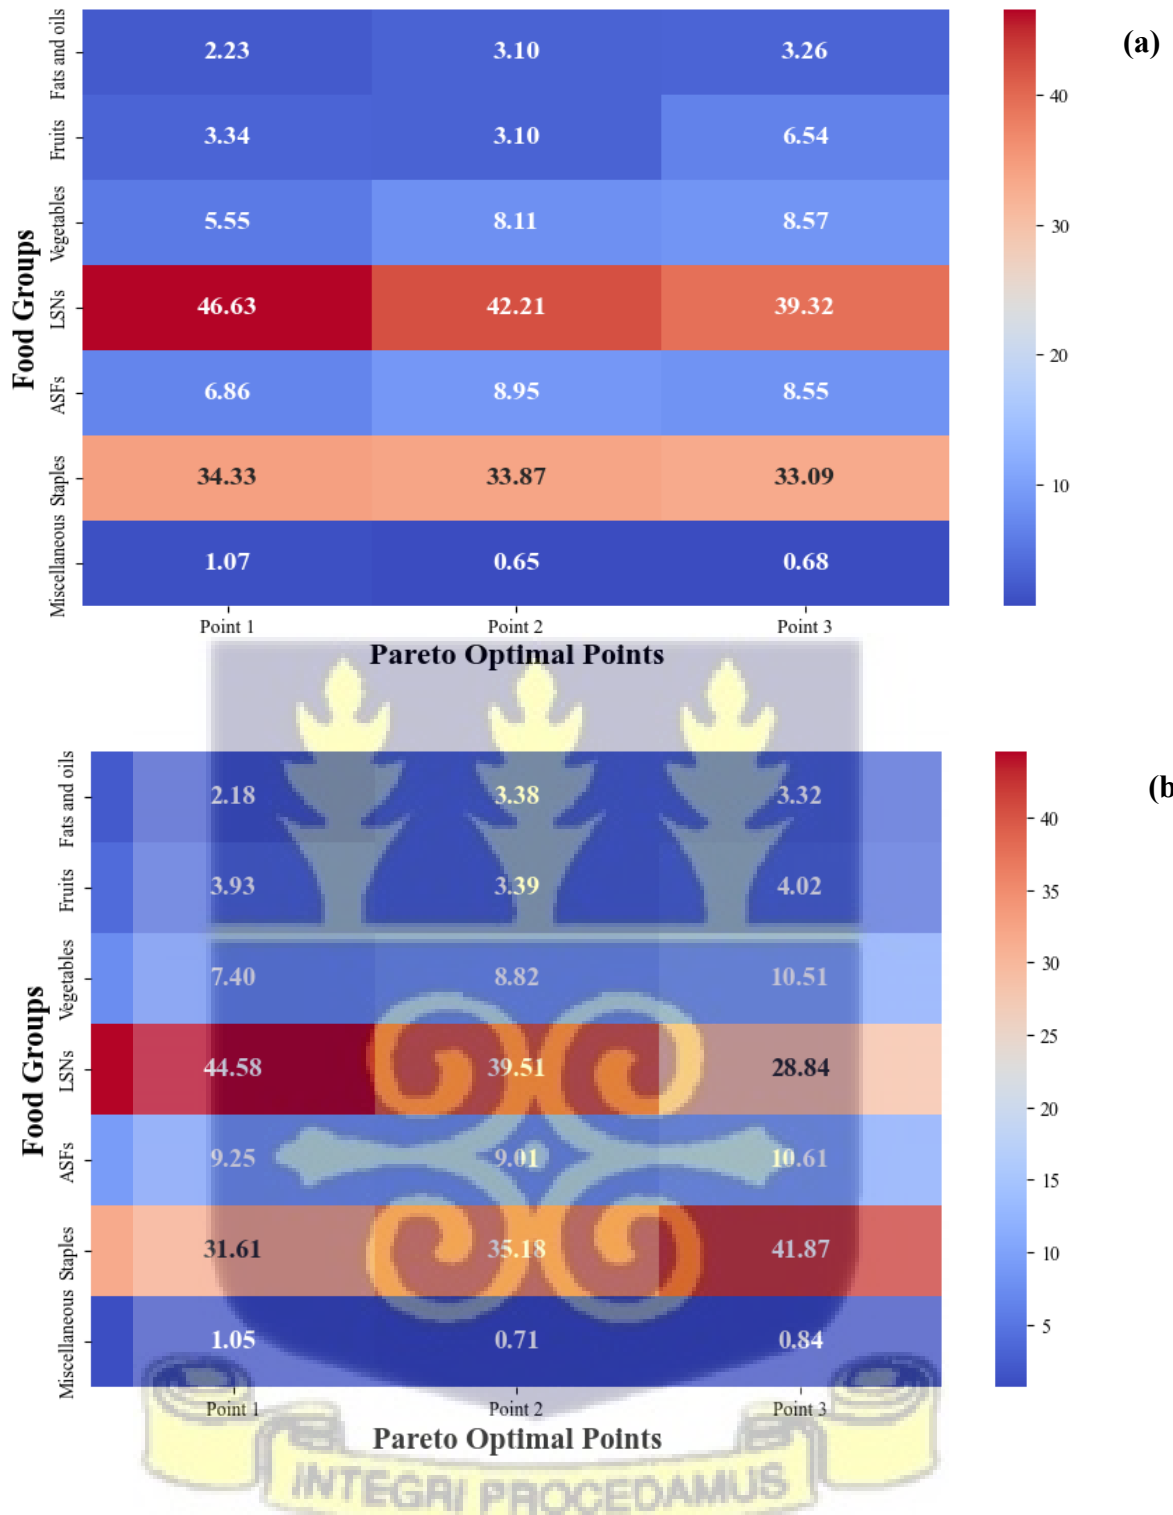 (a)
Food Groups
Fats and oils 2.23 3.10 3.26
Fruits 3.34 3.10 6.54
Vegetables 5.55 8.11 8.57
LSNs 46.63 42.21 39.32
ASFs 6.86 8.95 8.55
Staples 34.33 33.87 33.09
Miscellaneous 1.07 0.65 0.68
Point 1 Point 2 Point 3
Pareto Optimal Points
40
30
20
10
(b
Food Groups
Fats and oils 2.18 3.38 3.32
Fruits 3.93 3.39 4.02
Vegetables 7.40 8.82 10.51
LSNs 44.58 39.51 28.84
ASFs 9.25 9.01 10.61
Staples 31.61 35.18 41.87
Miscellaneous 1.05 0.71 0.84
Point 1 Point 2 Point 3
Pareto Optimal Points
40
35
30
25
20
15
10
5
INTEGRI PROCEDAMUS